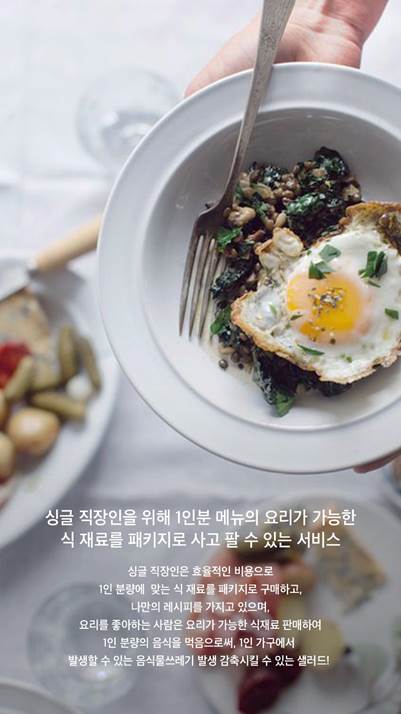 싱글 직장인을 위해 1인분 메뉴의 요리가 가능한
식 재료를 패키지로 사고 팔 수 있는 서비스
싱글 직장인은 효율적인 비용으로
1인 분량에 맞는 식 재료를 패키지로 구매하고,
나만의 레시피를 가지고 있으며,
요리를 좋아하는 사람은 요리가 가능한 식재료 판매하여
1인 분량의 음식을 먹음으로써, 1인 가구에서
발생할 수 있는 음식물쓰레기 발생 감축시킬 수 있는 샐러드!